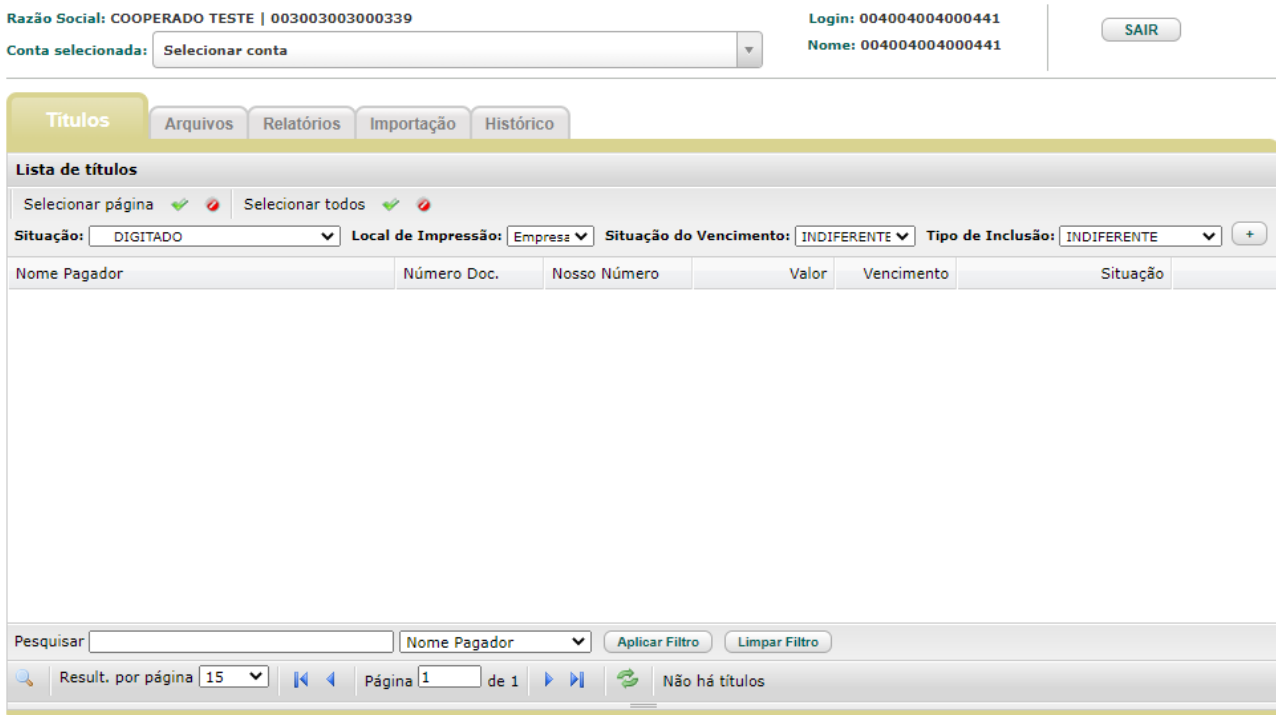 Razão Social: COOPERADO TESTE | 003003003000339
Login: 004004004000441
SAIR
Conta selecionada: Selecionar conta
Nome: 004004004000441
Títulos Arquivos Relatórios Importação Histórico
Lista de títulos
Selecionar página Selecionar todos
Situação: DIGITADO Local de Impressão: Empresa Situação do Vencimento: INDIFERENTE Tipo de Inclusão: INDIFERENTE +
Nome Pagador Número Doc. Nosso Número Valor Vencimento Situação
Pesquisar Nome Pagador Aplicar Filtro Limpar Filtro
Result. por página 15 Página 1 de 1 Não há títulos